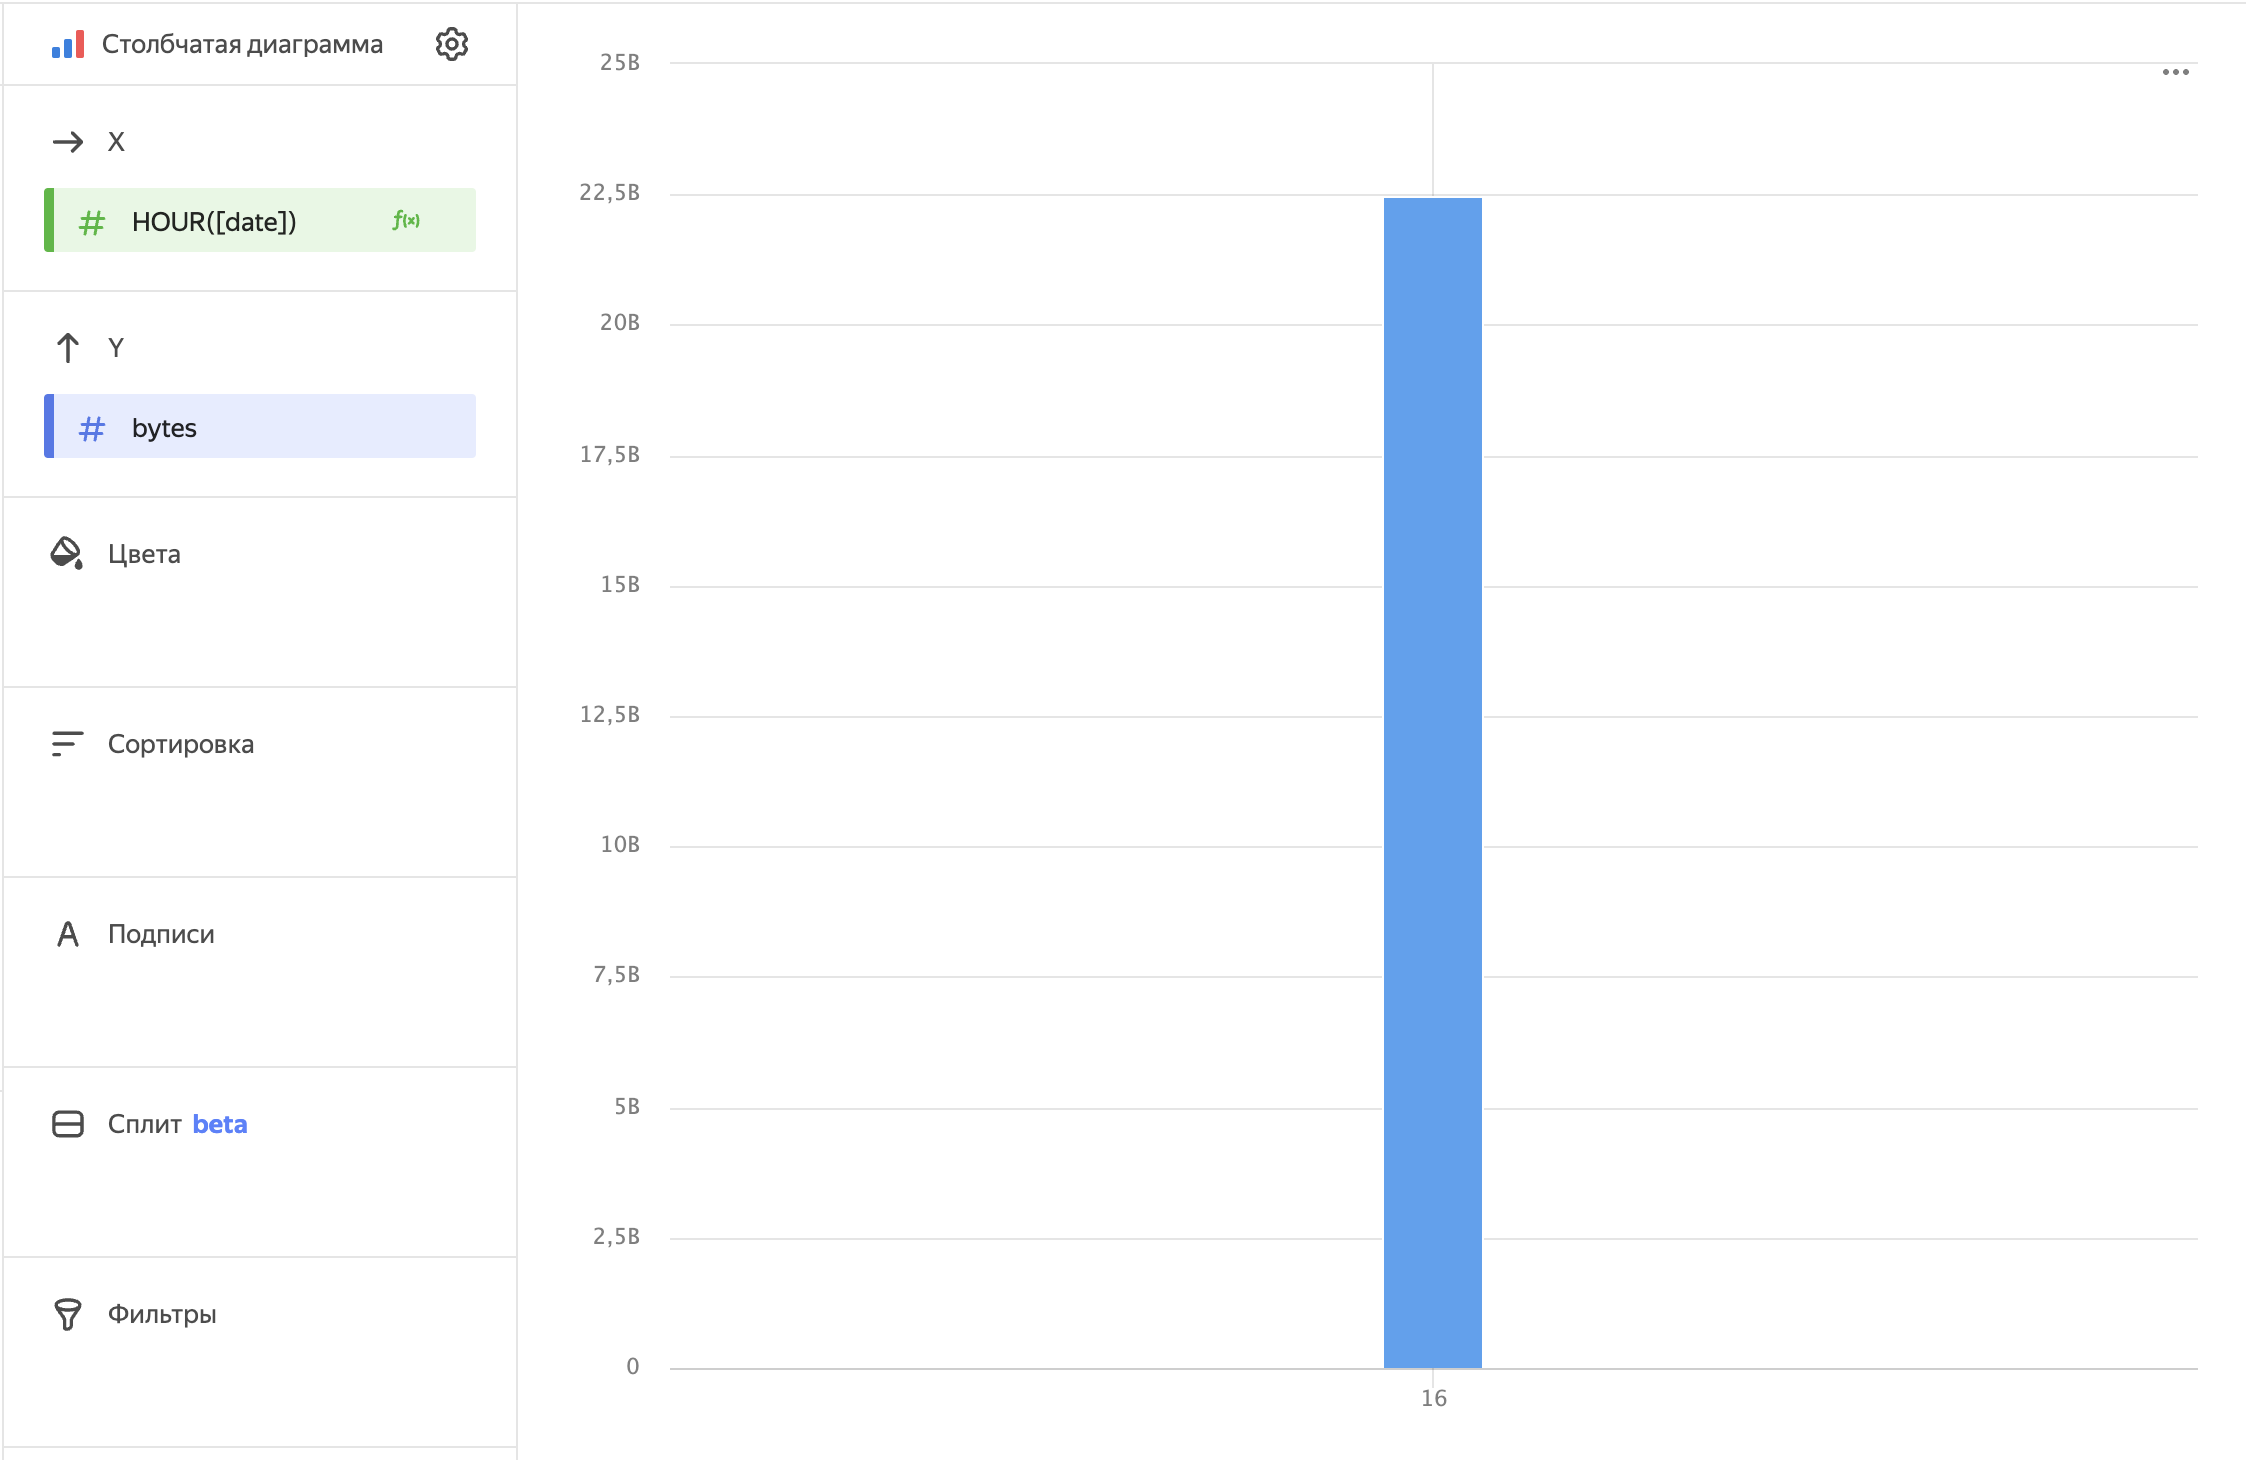 Столбчатая диаграмма
X
# HOUR([date]) f(x)
Y
# bytes
Цвета
Сортировка
Подписи
Сплит beta
Фильтры
25B
22,5B
20B
17,5B
15B
12,5B
10B
7,5B
5B
2,5B
0
16